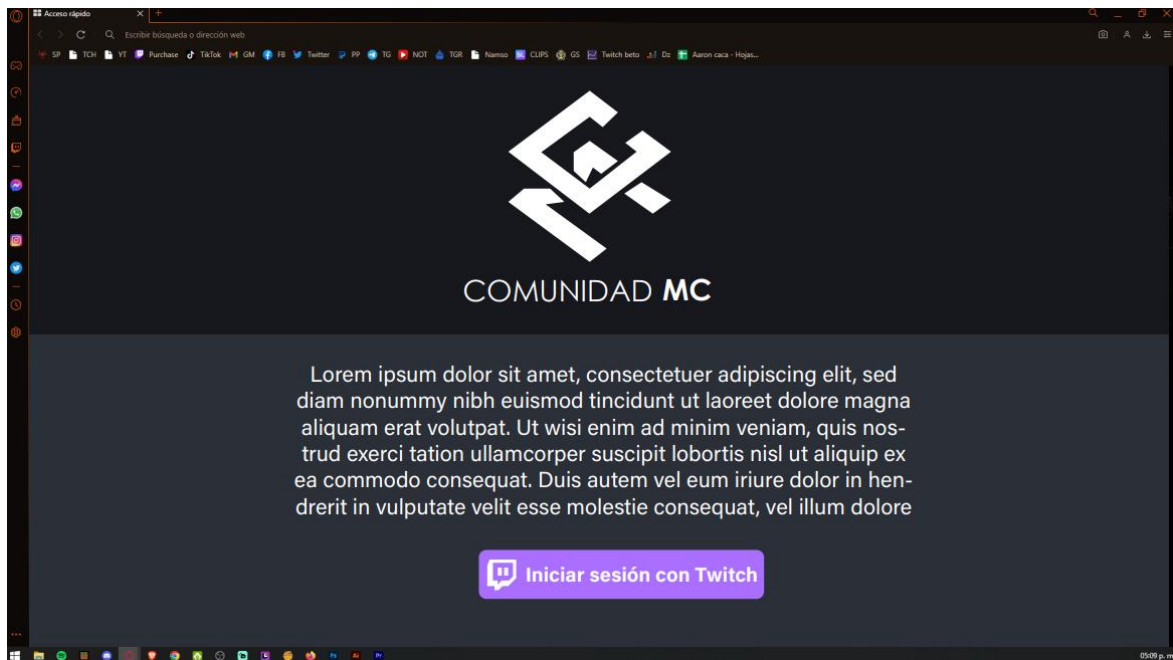 Acceso rápido
Escribir búsqueda o dirección web
SP TCH YT Purchase TikTok GM FB Twitter PP TG NOT TGR Namso CLIPS GS Twitch beto Dz Aaron caca - Hojas...
COMUNIDAD MC
Lorem ipsum dolor sit amet, consectetuer adipiscing elit, sed
diam nonummy nibh euismod tincidunt ut laoreet dolore magna
aliquam erat volutpat. Ut wisi enim ad minim veniam, quis nos-
trud exerci tation ullamcorper suscipit lobortis nisl ut aliquip ex
ea commodo consequat. Duis autem vel eum iriure dolor in hen-
drerit in vulputate velit esse molestie consequat, vel illum dolore
Iniciar sesión con Twitch
Ps Ai Pr
05:09 p. m.